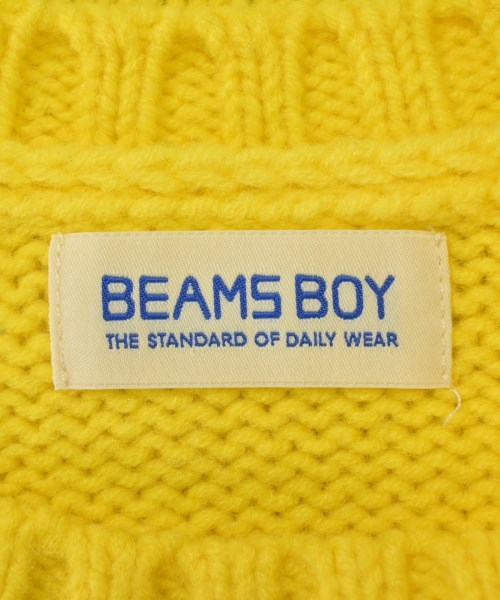 BEAMS BOY
THE STANDARD OF DAILY WEAR